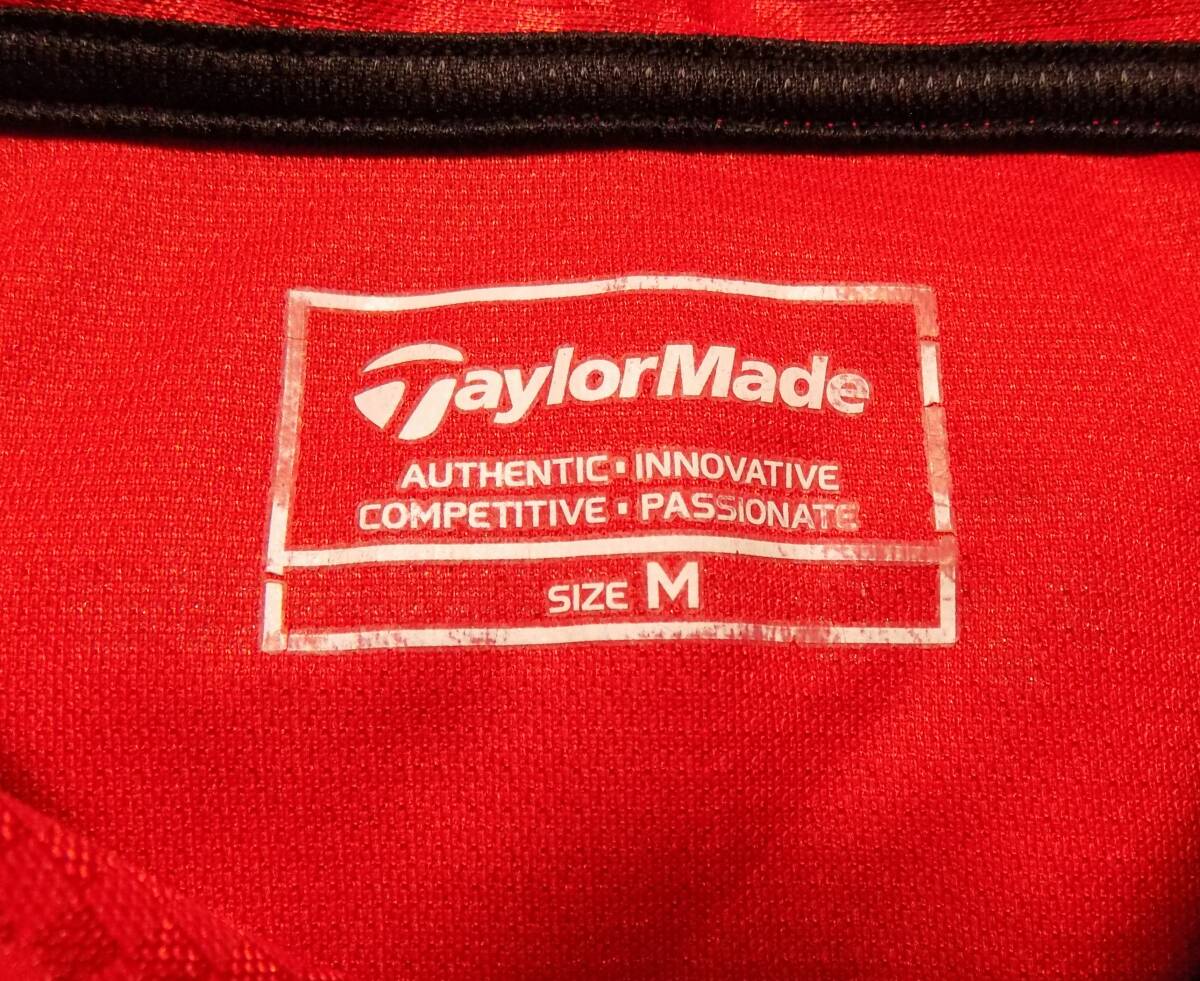 TaylorMade
AUTHENTIC ▪ INNOVATIVE
COMPETITIVE ▪ PASSIONATE
SIZE M